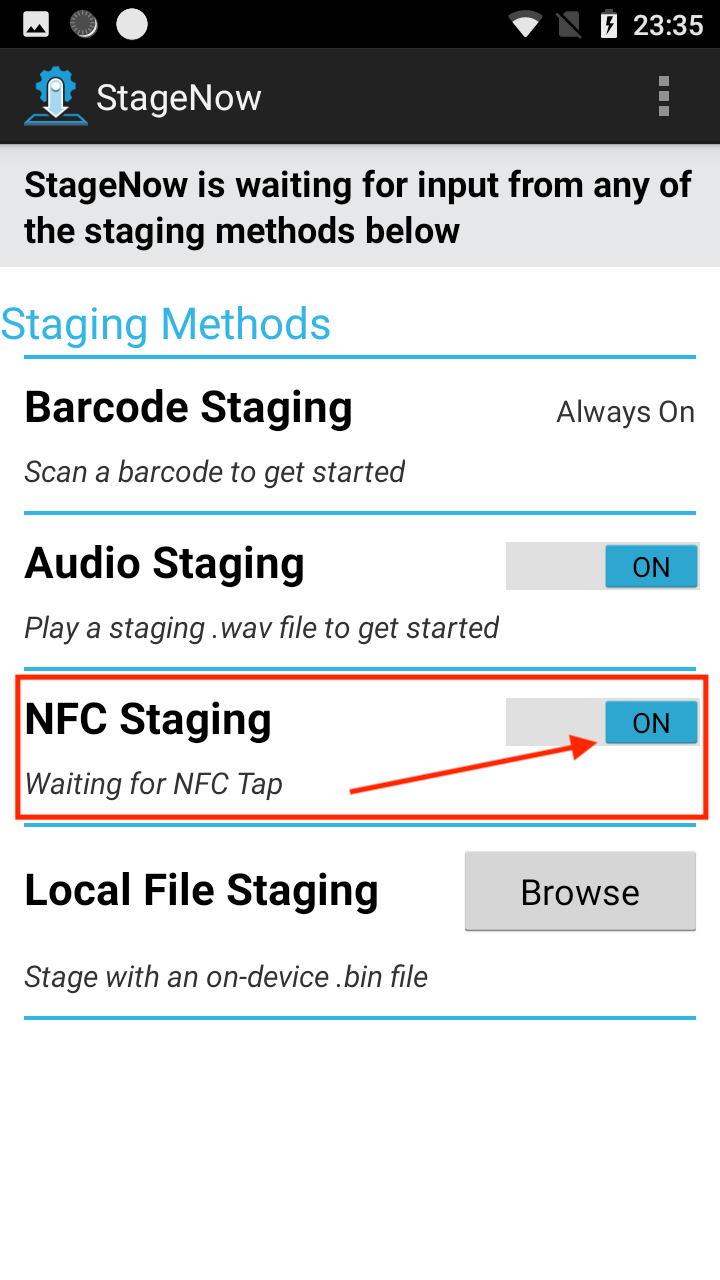 23:35
StageNow
StageNow is waiting for input from any of
the staging methods below
Staging Methods
Barcode Staging
Always On
Scan a barcode to get started
Audio Staging
ON
Play a staging .wav file to get started
NFC Staging
ON
Waiting for NFC Tap
Local File Staging
Browse
Stage with an on-device .bin file